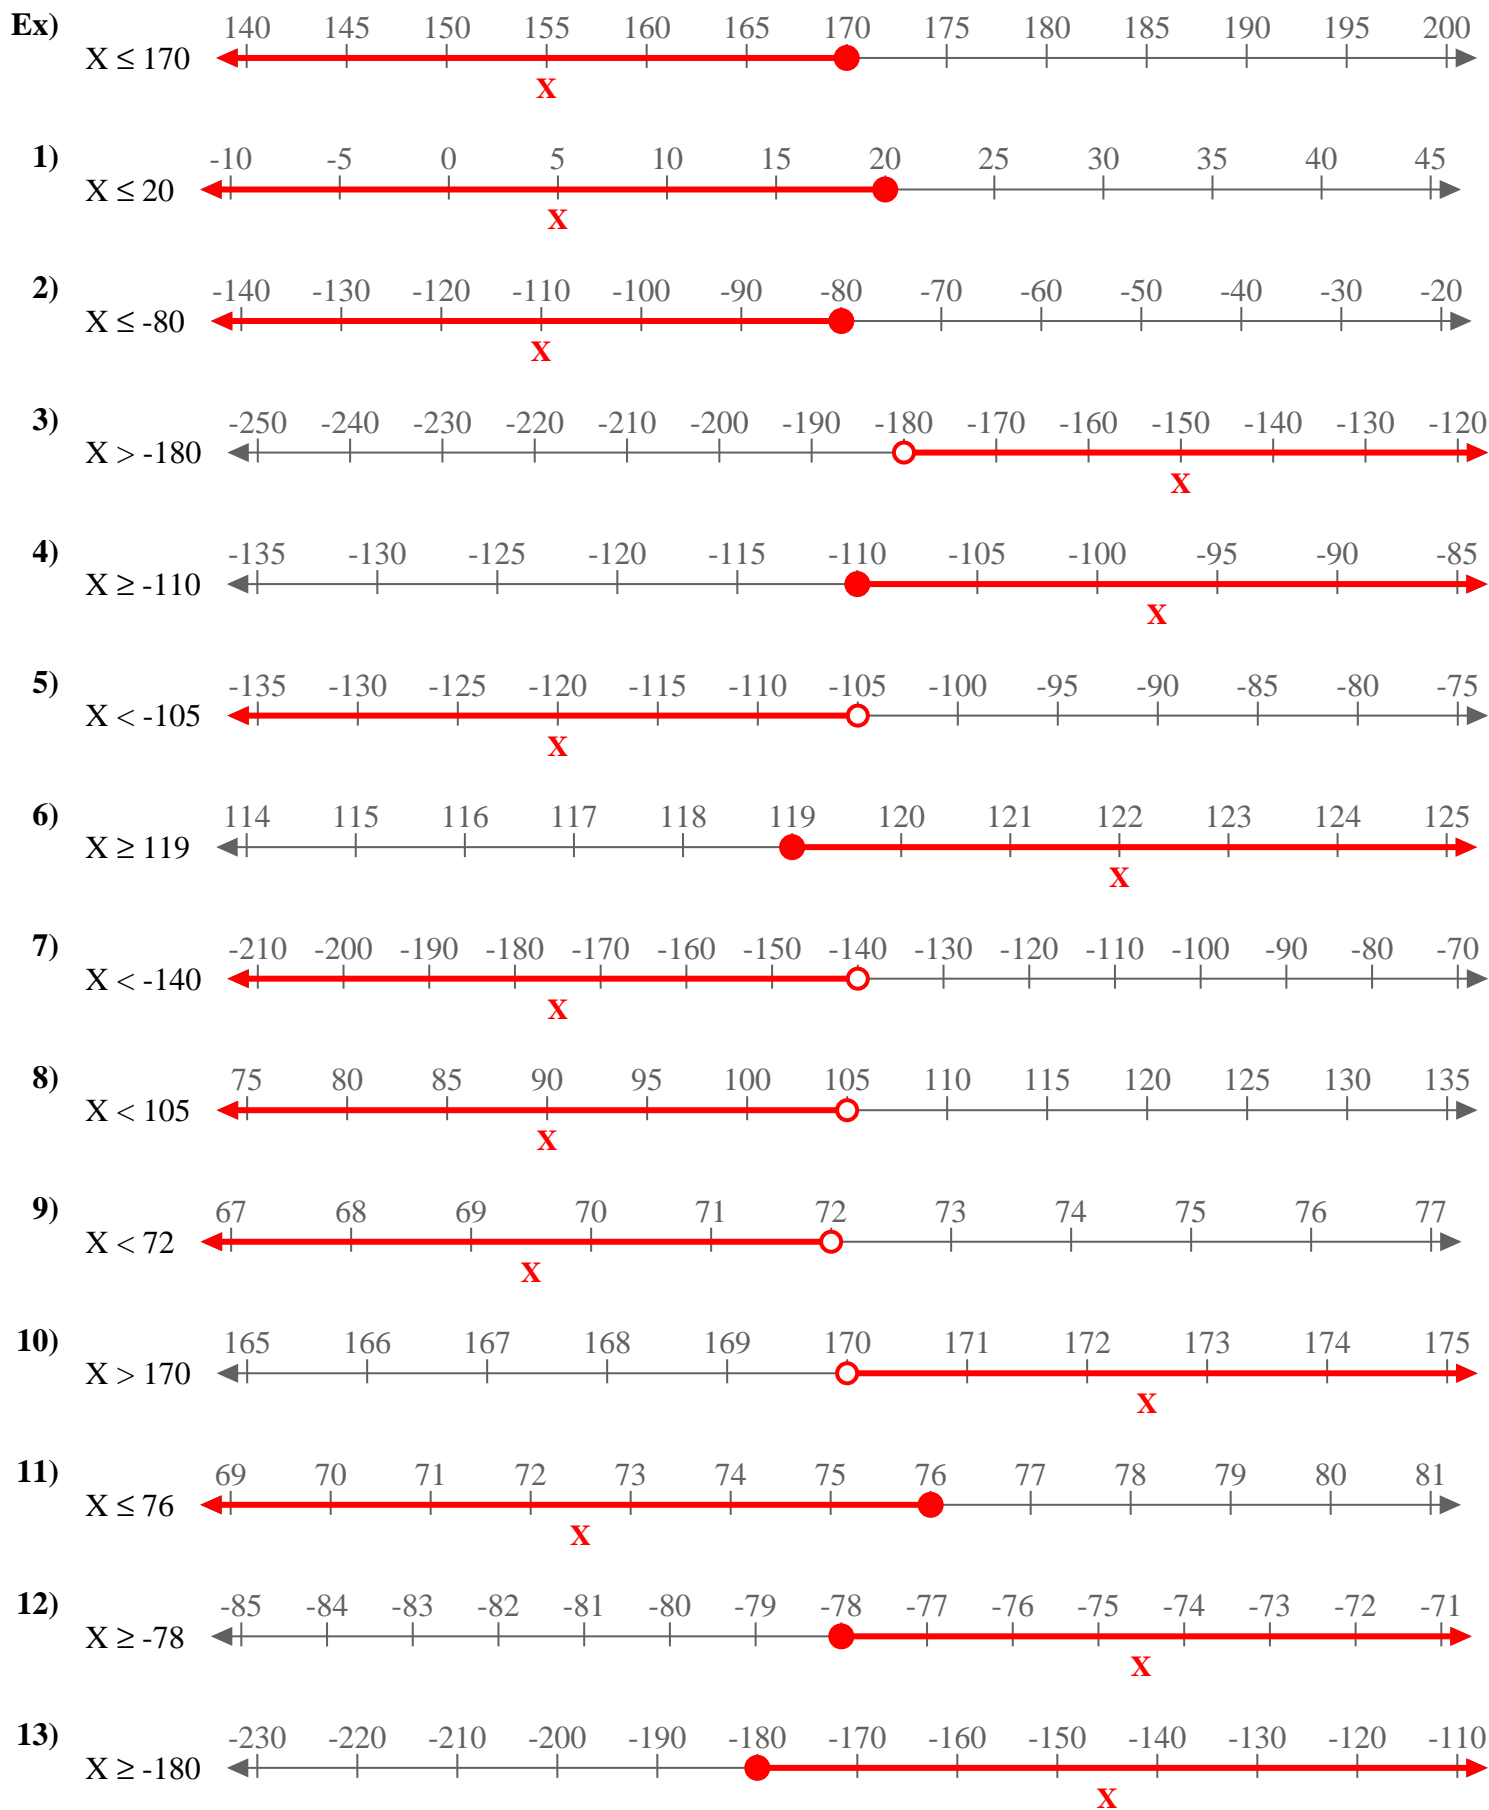 Ex) 140 145 150 155 160 165 170 175 180 185 190 195 200
X ≤ 170
X
1) -10 -5 0 5 10 15 20 25 30 35 40 45
X ≤ 20
X
2) -140 -130 -120 -110 -100 -90 -80 -70 -60 -50 -40 -30 -20
X ≤ -80
X
3) -250 -240 -230 -220 -210 -200 -190 -180 -170 -160 -150 -140 -130 -120
X > -180
X
4) -135 -130 -125 -120 -115 -110 -105 -100 -95 -90 -85
X ≥ -110
X
5) -135 -130 -125 -120 -115 -110 -105 -100 -95 -90 -85 -80 -75
X < -105
X
6) 114 115 116 117 118 119 120 121 122 123 124 125
X ≥ 119
X
7) -210 -200 -190 -180 -170 -160 -150 -140 -130 -120 -110 -100 -90 -80 -70
X < -140
X
8) 75 80 85 90 95 100 105 110 115 120 125 130 135
X < 105
X
9) 67 68 69 70 71 72 73 74 75 76 77
X < 72
X
10) 165 166 167 168 169 170 171 172 173 174 175
X > 170
X
11) 69 70 71 72 73 74 75 76 77 78 79 80 81
X ≤ 76
X
12) -85 -84 -83 -82 -81 -80 -79 -78 -77 -76 -75 -74 -73 -72 -71
X ≥ -78
X
13) -230 -220 -210 -200 -190 -180 -170 -160 -150 -140 -130 -120 -110
X ≥ -180
X